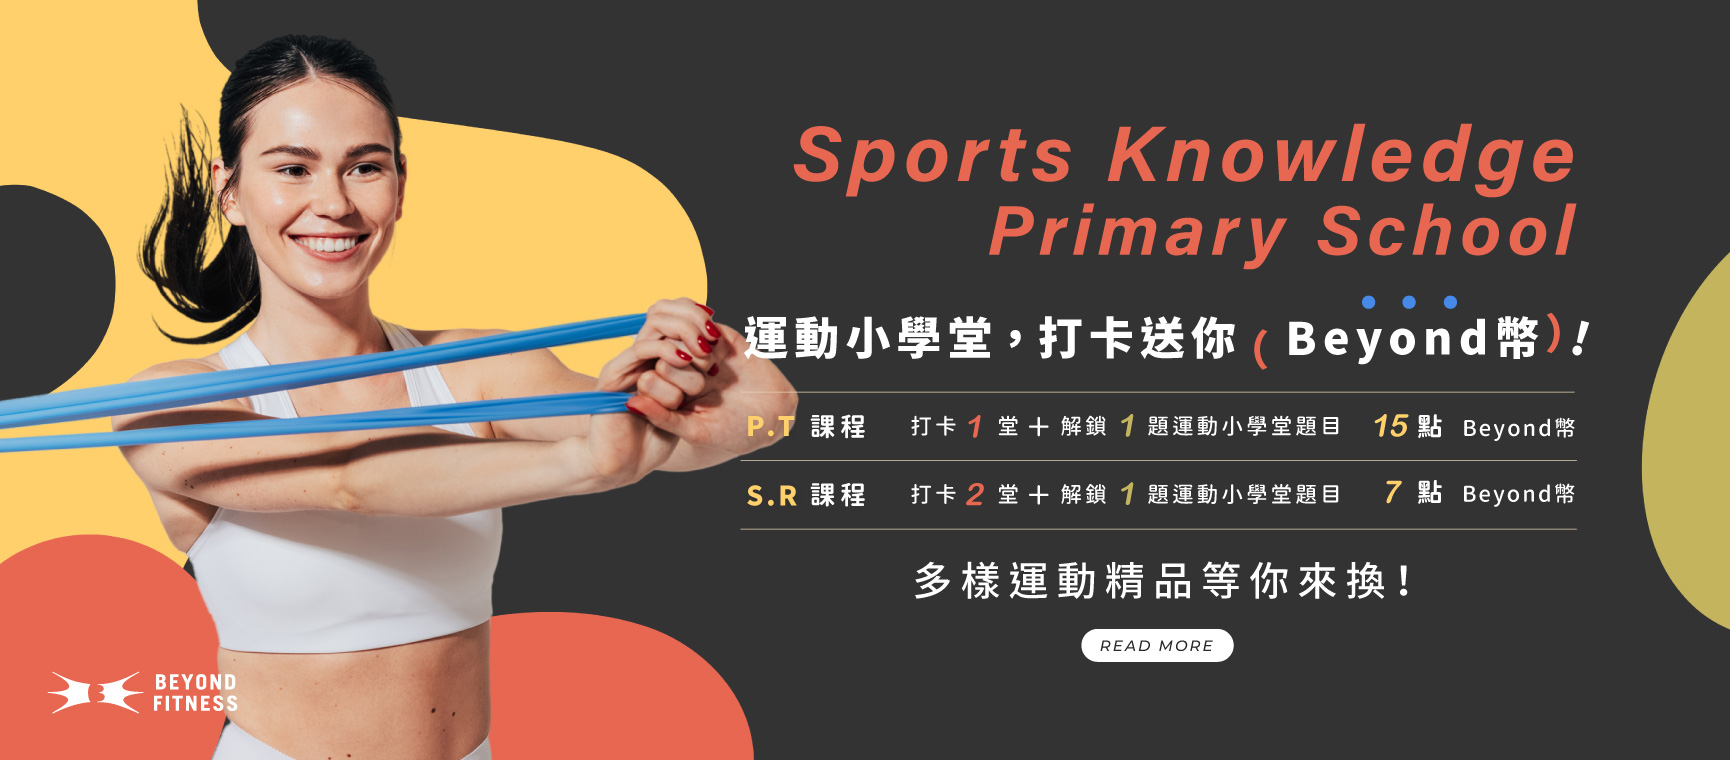 Sports Knowledge
Primary School
運動小學堂，打卡送你（Beyond幣）!
P.T 課程 打卡 1 堂 ＋ 解鎖 1 題運動小學堂題目 15 點 Beyond幣
S.R 課程 打卡 2 堂 ＋ 解鎖 1 題運動小學堂題目 7 點 Beyond幣
多樣運動精品等你來換！
READ MORE
BEYOND
FITNESS